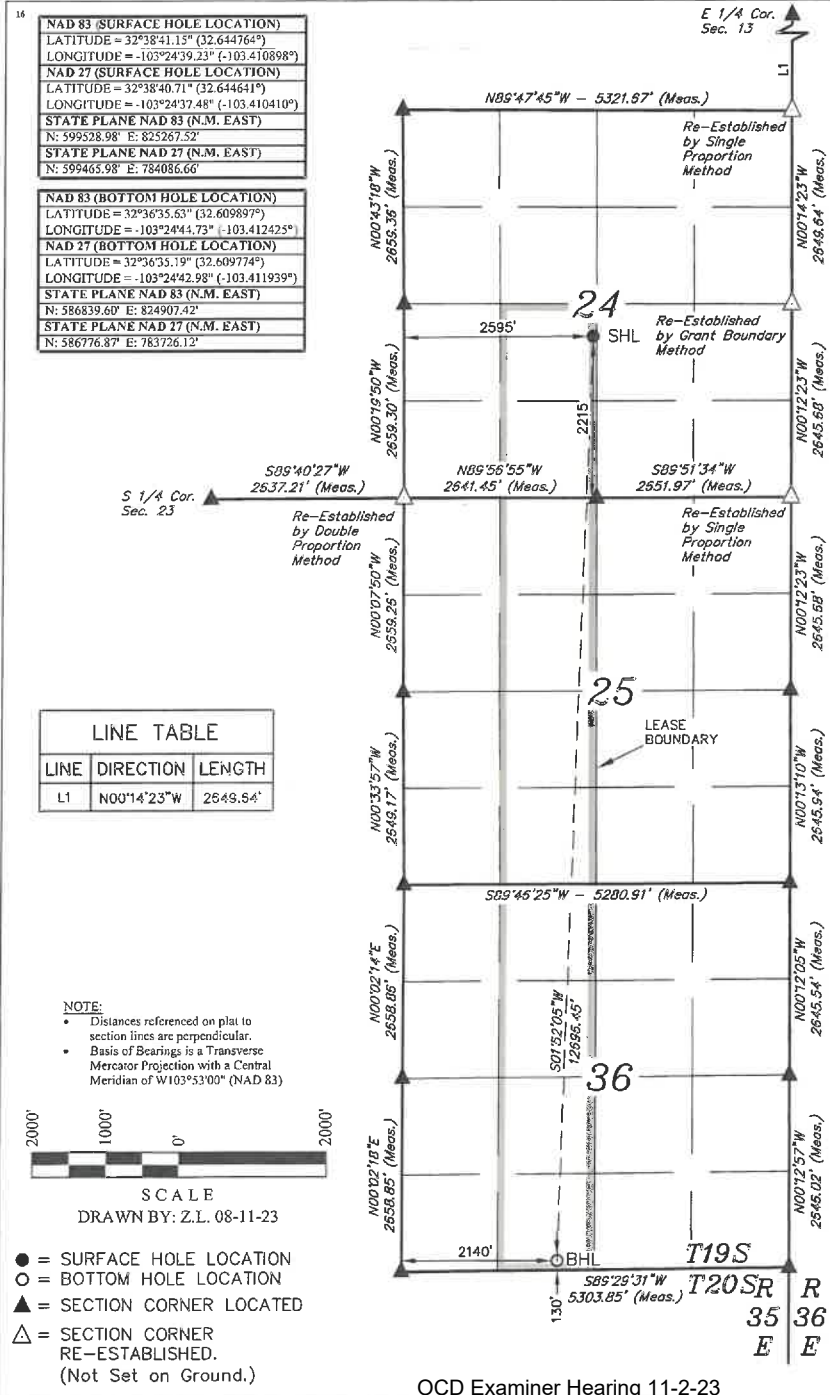 16
NAD 83 (SURFACE HOLE LOCATION)
LATITUDE = 32°38'41.15" (32.644764°)
LONGITUDE = -103°24'39.23" (-103.410898°)
NAD 27 (SURFACE HOLE LOCATION)
LATITUDE = 32°38'40.71" (32.644641°)
LONGITUDE = -103°24'37.48" (-103.410410°)
STATE PLANE NAD 83 (N.M. EAST)
N: 599528.98' E: 825267.52'
STATE PLANE NAD 27 (N.M. EAST)
N: 599465.98' E: 784086.66'
NAD 83 (BOTTOM HOLE LOCATION)
LATITUDE = 32°36'35.63" (32.609897°)
LONGITUDE = -103°24'44.73" (-103.412425°)
NAD 27 (BOTTOM HOLE LOCATION)
LATITUDE = 32°36'35.19" (32.609774°)
LONGITUDE = -103°24'42.98" (-103.411939°)
STATE PLANE NAD 83 (N.M. EAST)
N: 586839.60' E: 824907.42'
STATE PLANE NAD 27 (N.M. EAST)
N: 586776.87' E: 783726.12'
E 1/4 Cor.
Sec. 13
L1
N89°47'45"W - 5321.67' (Meas.)
Re-Established
by Single
Proportion
Method
N00°43'18"W
2659.36' (Meas.)
N00°14'23"W
2649.64' (Meas.)
24
2595'
SHL
Re-Established
by Grant Boundary
Method
N00°19'50"W
2659.30' (Meas.)
2215'
N00°12'23"W
2645.68' (Meas.)
S 1/4 Cor.
Sec. 23
S89°40'27"W
2637.21' (Meas.)
N89°56'55"W
2641.45' (Meas.)
S89°51'34"W
2651.97' (Meas.)
Re-Established
by Double
Proportion
Method
Re-Established
by Single
Proportion
Method
N00°07'50"W
2659.26' (Meas.)
N00°12'23"W
2645.68' (Meas.)
25
LEASE
BOUNDARY
LINE TABLE
LINE DIRECTION LENGTH
L1 N00°14'23"W 2649.64'
N00°33'57"W
2649.17' (Meas.)
N00°13'10"W
2645.94' (Meas.)
S89°46'25"W - 5280.91' (Meas.)
N00°02'14"E
2658.86' (Meas.)
N00°12'05"W
2645.54' (Meas.)
S01°52'05"W
12695.45'
36
NOTE:
• Distances referenced on plat to
section lines are perpendicular.
• Basis of Bearings is a Transverse
Mercator Projection with a Central
Meridian of W103°53'00" (NAD 83)
N00°02'18"E
2658.85' (Meas.)
N00°12'57"W
2645.02' (Meas.)
2000' 1000' 0' 2000'
SCALE
DRAWN BY: Z.L. 08-11-23
2140'
BHL
130'
S89°29'31"W
5303.85' (Meas.)
T19S
T20S
R R
35 36
E E
● = SURFACE HOLE LOCATION
○ = BOTTOM HOLE LOCATION
▲ = SECTION CORNER LOCATED
△ = SECTION CORNER
RE-ESTABLISHED.
(Not Set on Ground.)
OCD Examiner Hearing 11-2-23